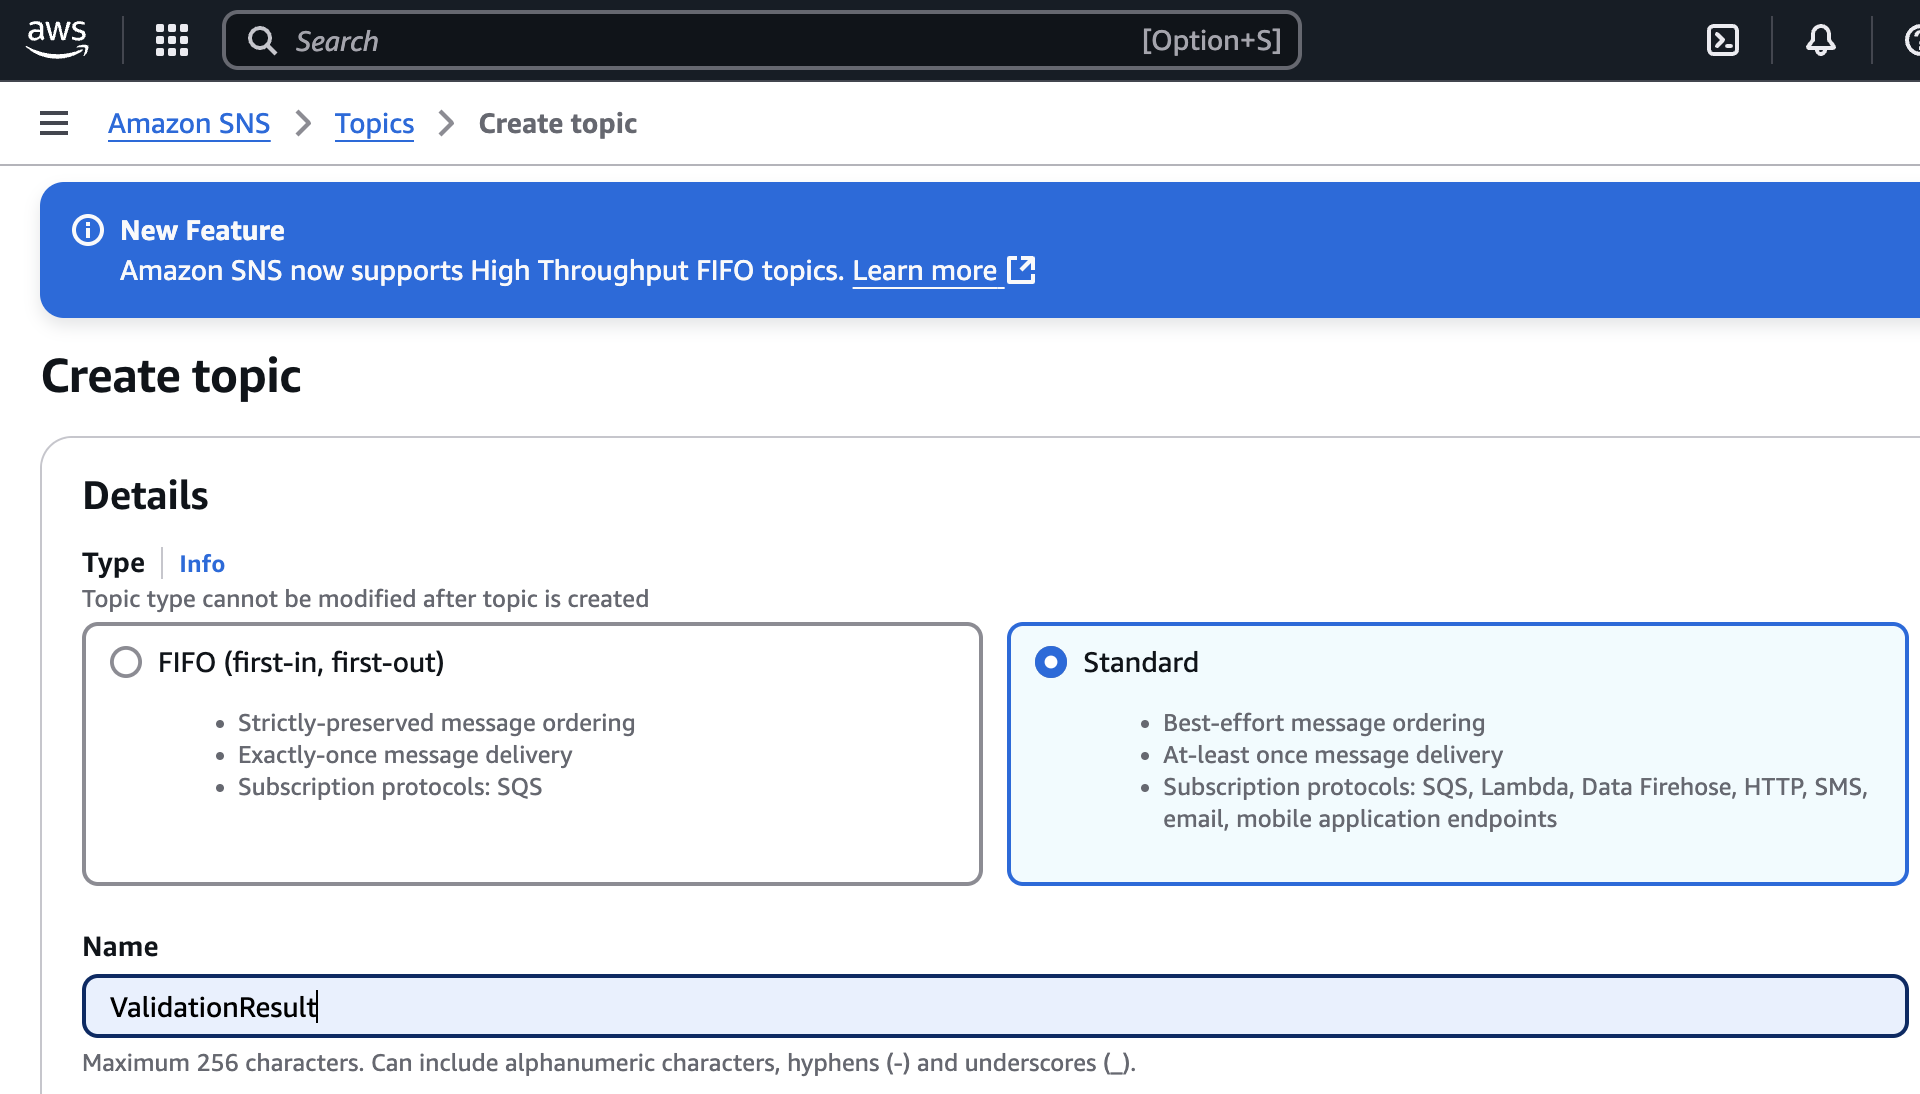 aws
Search
[Option+S]
Amazon SNS
Topics
Create topic
New Feature
Amazon SNS now supports High Throughput FIFO topics. Learn more
Create topic
Details
Type
Info
Topic type cannot be modified after topic is created
FIFO (first-in, first-out)
Strictly-preserved message ordering
Exactly-once message delivery
Subscription protocols: SQS
Standard
Best-effort message ordering
At-least once message delivery
Subscription protocols: SQS, Lambda, Data Firehose, HTTP, SMS,
email, mobile application endpoints
Name
ValidationResult
Maximum 256 characters. Can include alphanumeric characters, hyphens (-) and underscores (_).